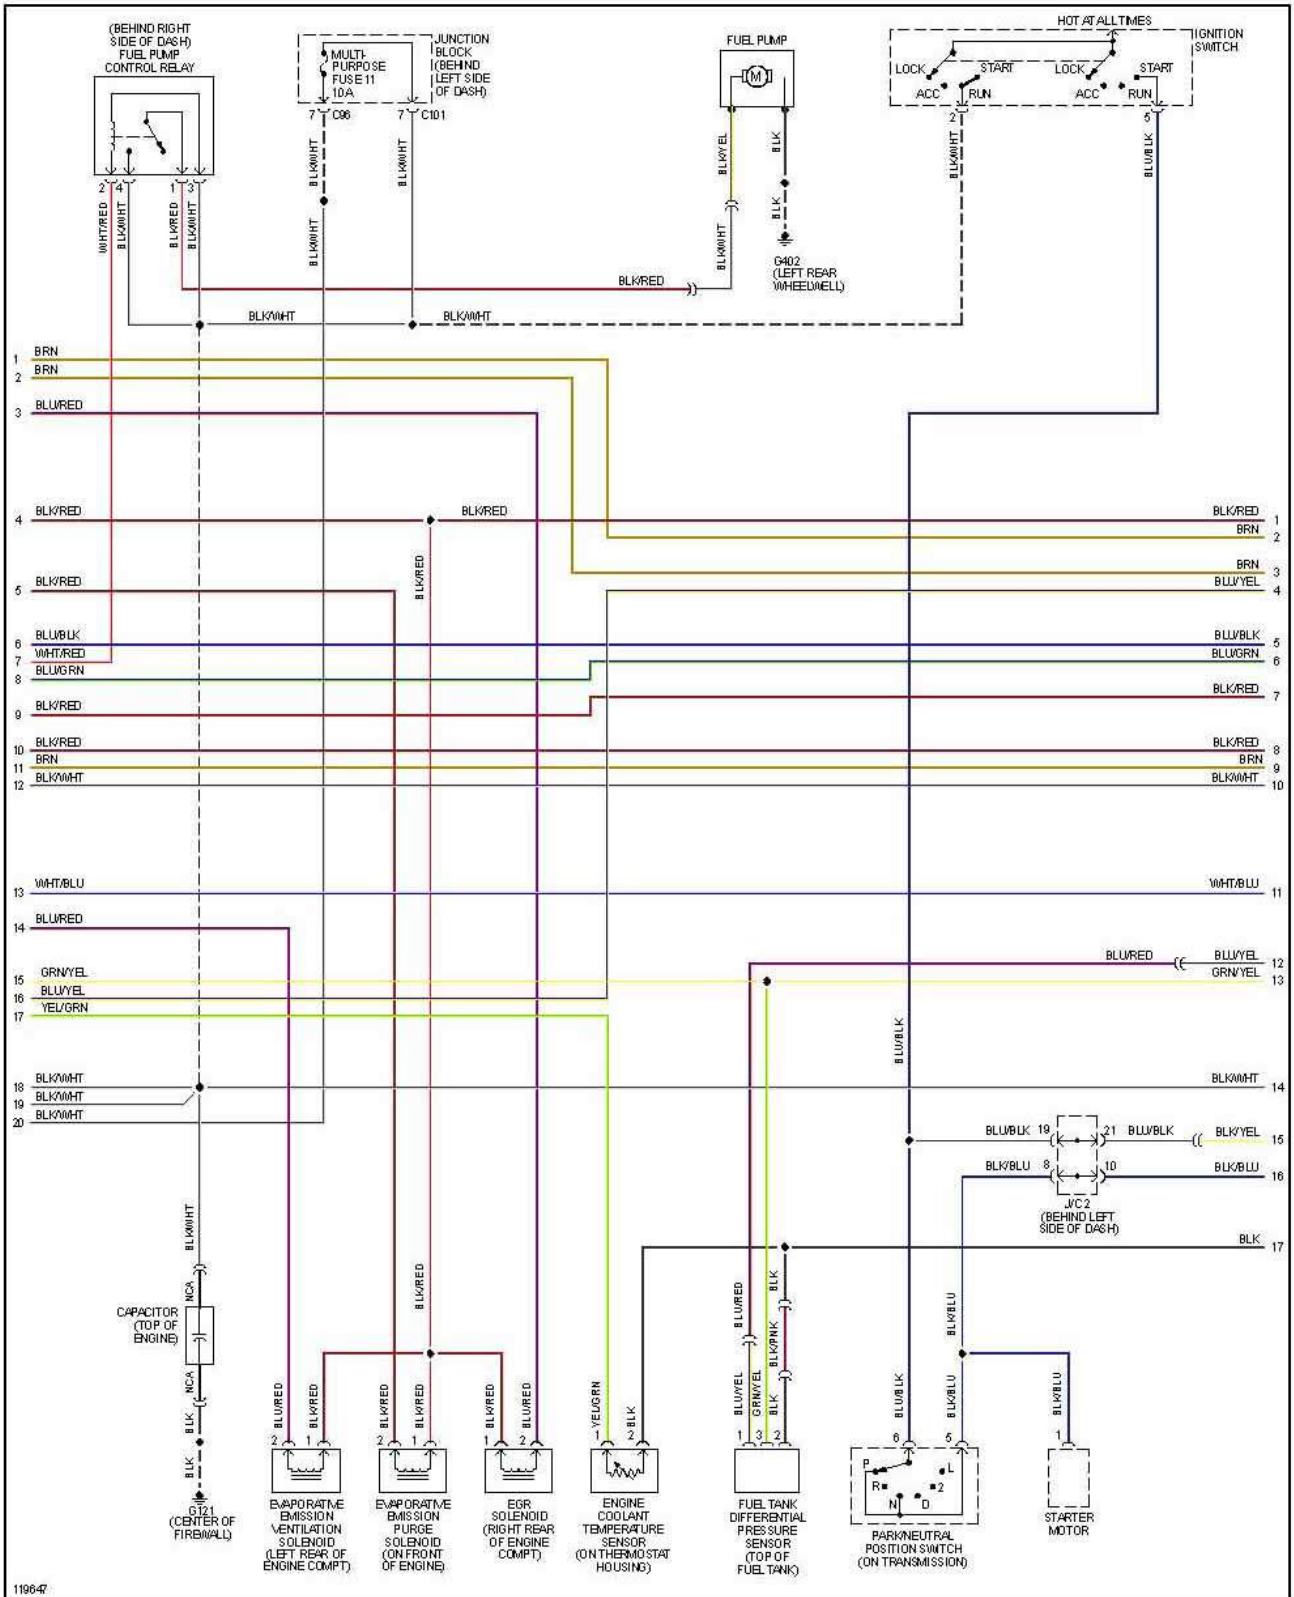 (BEHIND RIGHT
SIDE OF DASH)
FUEL PUMP
CONTROL RELAY
MULTI-
PURPOSE
FUSE 11
10A
JUNCTION
BLOCK
(BEHIND
LEFT SIDE
OF DASH)
FUEL PUMP
M
HOT AT ALL TIMES
IGNITION
SWITCH
LOCK
START
ACC
RUN
LOCK
START
ACC
RUN
7 C96
7 C101
2
5
2 4 1 3
WHT/RED
BLK/WHT
BLK/RED
BLK/WHT
BLK/WHT
BLK/WHT
BLK/WHT
BLK/YEL
BLK
BLK/WHT
BLK
BLK/WHT
BLU/BLK
G402
(LEFT REAR
WHEELWELL)
BLK/RED
BLK/WHT
BLK/WHT
1 BRN
2 BRN
3 BLU/RED
4 BLK/RED
BLK/RED
BLK/RED 1
BRN 2
BLK/RED
BRN 3
BLU/YEL 4
5 BLK/RED
6 BLU/BLK
BLU/BLK 5
7 WHT/RED
BLU/GRN 6
8 BLU/GRN
BLK/RED 7
9 BLK/RED
10 BLK/RED
BLK/RED 8
11 BRN
BRN 9
12 BLK/WHT
BLK/WHT 10
13 WHT/BLU
WHT/BLU 11
14 BLU/RED
BLU/RED
BLU/YEL 12
15 GRN/YEL
GRN/YEL 13
16 BLU/YEL
17 YEL/GRN
BLU/BLK
18 BLK/WHT
BLK/WHT 14
19 BLK/WHT
20 BLK/WHT
BLU/BLK 19
21 BLU/BLK
BLK/YEL 15
BLK/BLU 8
10
BLK/BLU 16
J/C 2
(BEHIND LEFT
SIDE OF DASH)
BLK 17
BLK/WHT
NCA
CAPACITOR
(TOP OF
ENGINE)
NCA
BLK
BLK
G121
(CENTER OF
FIREWALL)
BLK/RED
BLU/RED
BLK
BLK/PNK
BLK/BLU
BLU/RED
BLK/RED
BLK/RED
BLK/RED
BLK/RED
BLU/RED
YEL/GRN
BLK
BLU/YEL
GRN/YEL
BLK
BLU/BLK
BLK/BLU
BLK/BLU
2 1
2 1
1 2
1 2
1 3 2
6 5
1
P
R
N
D
2
L
EVAPORATIVE
EMISSION
VENTILATION
SOLENOID
(LEFT REAR OF
ENGINE COMPT)
EVAPORATIVE
EMISSION
PURGE
SOLENOID
(ON FRONT
OF ENGINE)
EGR
SOLENOID
(RIGHT REAR
OF ENGINE
COMPT)
ENGINE
COOLANT
TEMPERATURE
SENSOR
(ON THERMOSTAT
HOUSING)
FUEL TANK
DIFFERENTIAL
PRESSURE
SENSOR
(TOP OF
FUEL TANK)
PARK/NEUTRAL
POSITION SWITCH
(ON TRANSMISSION)
STARTER
MOTOR
119647